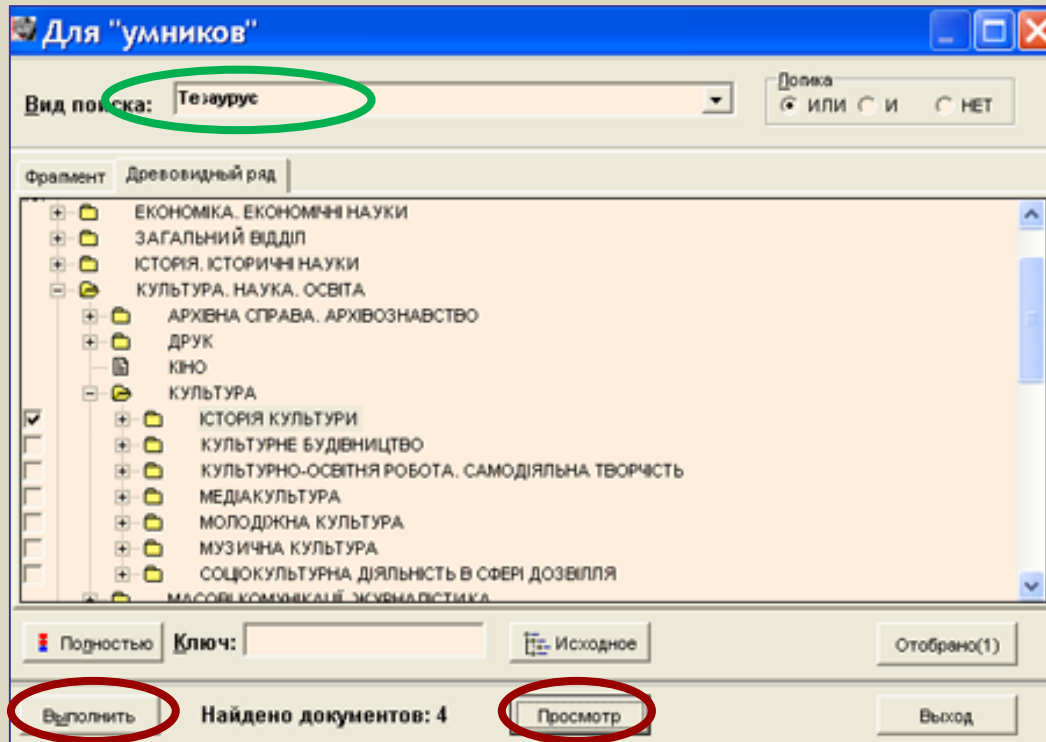 Для "умников"
Вид поиска: Тезаурус
Логика
ИЛИ И НЕТ
Фрагмент Древовидный ряд
ЕКОНОМІКА. ЕКОНОМІЧНІ НАУКИ
ЗАГАЛЬНИЙ ВІДДІЛ
ІСТОРІЯ. ІСТОРИЧНІ НАУКИ
КУЛЬТУРА. НАУКА. ОСВІТА
АРХІВНА СПРАВА. АРХІВОЗНАВСТВО
ДРУК
КІНО
КУЛЬТУРА
ІСТОРІЯ КУЛЬТУРИ
КУЛЬТУРНЕ БУДІВНИЦТВО
КУЛЬТУРНО-ОСВІТНЯ РОБОТА. САМОДІЯЛЬНА ТВОРЧІСТЬ
МЕДІАКУЛЬТУРА
МОЛОДІЖНА КУЛЬТУРА
МУЗИЧНА КУЛЬТУРА
СОЦІОКУЛЬТУРНА ДІЯЛЬНІСТЬ В СФЕРІ ДОЗВІЛЛЯ
МАСОВІ КОМУНІКАЦІЇ. ЖУРНАЛІСТИКА
Полностью Ключ: Исходное Отобрано(1)
Выполнить Найдено документов: 4 Просмотр Выход